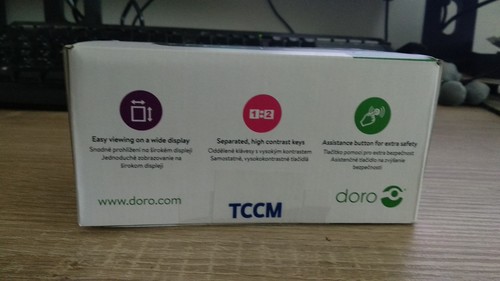 1:2
Easy viewing on a wide display
Snadné prohlížení na širokém displeji
Jednoduché zobrazovanie na
širokom displeji
Separated, high contrast keys
Oddělené klávesy s vysokým kontrastem
Samostatné, vysokokontrastné tlačidlá
Assistance button for extra safety
Tlačítko pomoci pro extra bezpečnost
Asistenčné tlačidlo na zvýšenie
bezpečnosti
www.doro.com
TCCM
doro